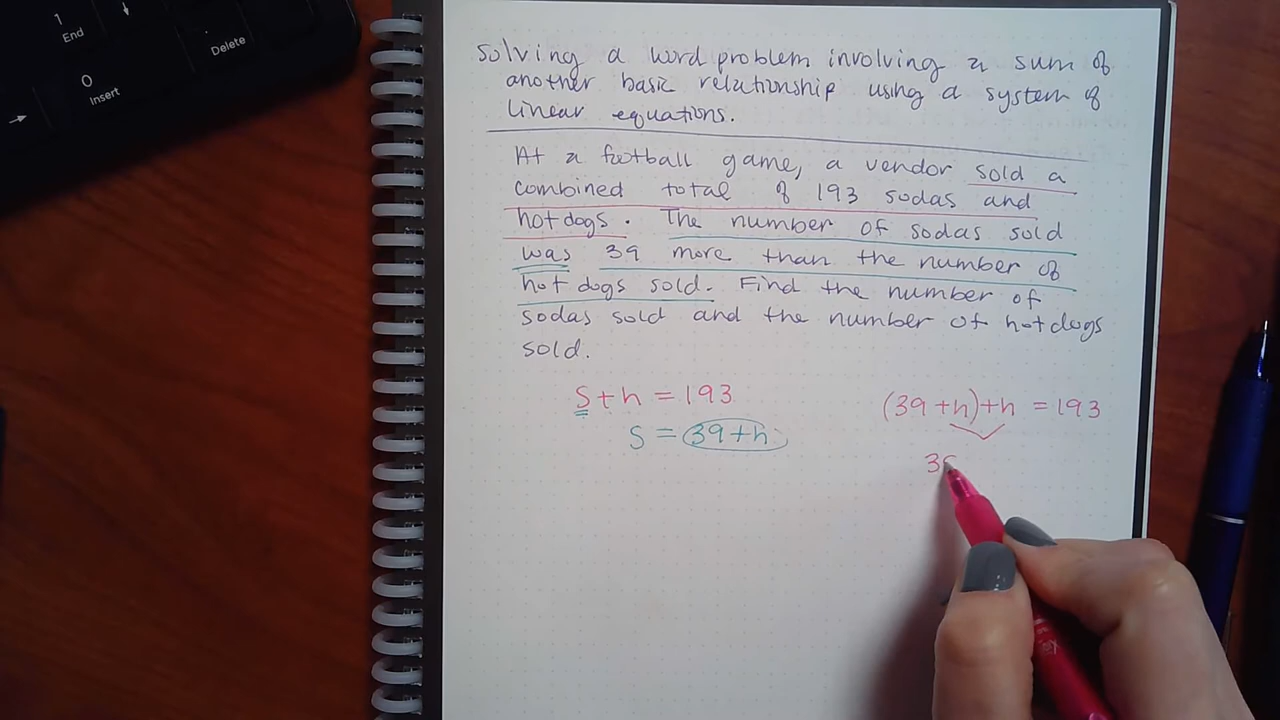 1
End
Delete
0
Insert
solving a word problem involving a sum of
another basic relationship using a system of
linear equations.
At a football game, a vendor sold a
combined total of 193 sodas and
hotdogs. The number of sodas sold
was 39 more than the number of
hot dogs sold. Find the number of
sodas sold and the number of hotdogs
sold.
s+h = 193
s = 39+h
(39+h)+h = 193
39